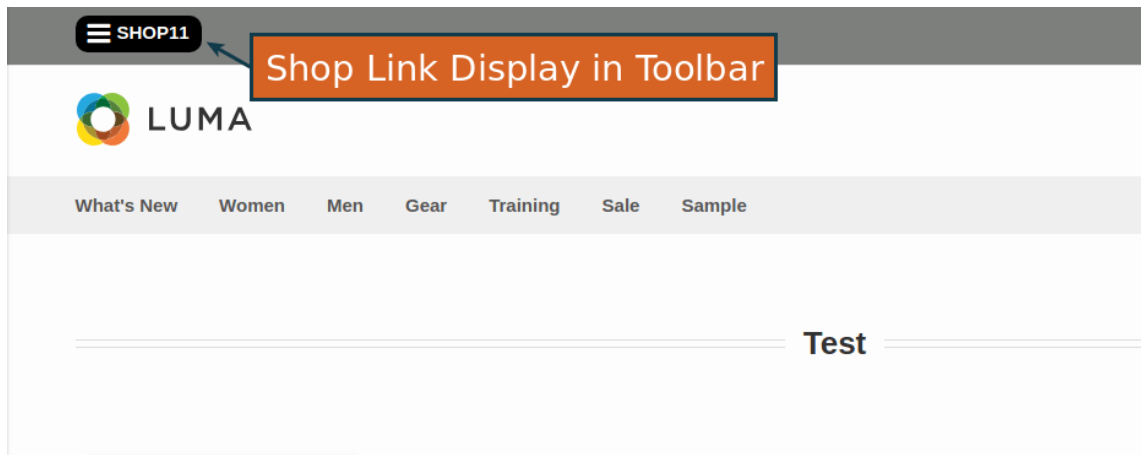 SHOP11
Shop Link Display in Toolbar
LUMA
What's New Women Men Gear Training Sale Sample
Test